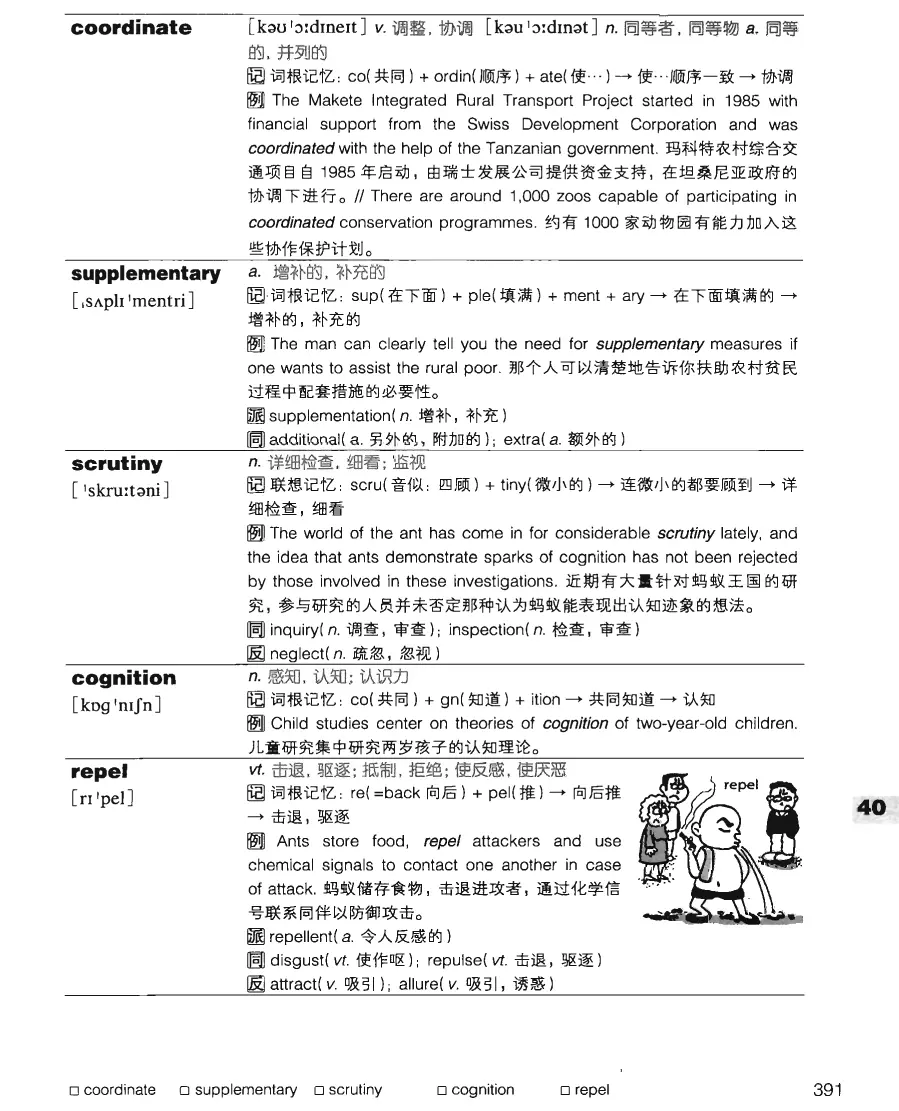 coordinate [kəʊˈɔːdɪneɪt] v. 调整，协调 [kəʊˈɔːdɪnət] n. 同等者，同等物 a. 同等
的，并列的
记 词根记忆：co(共同) + ordin(顺序) + ate(使…) → 使…顺序一致 → 协调
例 The Makete Integrated Rural Transport Project started in 1985 with
financial support from the Swiss Development Corporation and was
coordinated with the help of the Tanzanian government. 玛科特农村综合交
通项目自 1985 年启动，由瑞士发展公司提供资金支持，在坦桑尼亚政府的
协调下进行。// There are around 1,000 zoos capable of participating in
coordinated conservation programmes. 约有 1000 家动物园有能力加入这
些协作保护计划。
supplementary a. 增补的，补充的
[ˌsʌplɪˈmentri] 记 词根记忆：sup(在下面) + ple(填满) + ment + ary → 在下面填满的 →
增补的，补充的
例 The man can clearly tell you the need for supplementary measures if
one wants to assist the rural poor. 那个人可以清楚地告诉你扶助农村贫民
过程中配套措施的必要性。
派 supplementation(n. 增补，补充)
同 additional(a. 另外的，附加的)；extra(a. 额外的)
scrutiny n. 详细检查，细看；监视
[ˈskruːtəni] 记 联想记忆：scru(音似：四顾) + tiny(微小的) → 连微小的都要顾到 → 详
细检查，细看
例 The world of the ant has come in for considerable scrutiny lately, and
the idea that ants demonstrate sparks of cognition has not been rejected
by those involved in these investigations. 近期有大量针对蚂蚁王国的研
究，参与研究的人员并未否定那种认为蚂蚁能表现出认知迹象的想法。
同 inquiry(n. 调查，审查)；inspection(n. 检查，审查)
反 neglect(n. 疏忽，忽视)
cognition n. 感知，认知；认识力
[kɒgˈnɪʃn] 记 词根记忆：co(共同) + gn(知道) + ition → 共同知道 → 认知
例 Child studies center on theories of cognition of two-year-old children.
儿童研究集中研究两岁孩子的认知理论。
repel vt. 击退，驱逐；抵制，拒绝；使反感，使厌恶
[rɪˈpel] 记 词根记忆：re(=back 向后) + pel(推) → 向后推
→ 击退，驱逐
例 Ants store food, repel attackers and use
chemical signals to contact one another in case
of attack. 蚂蚁储存食物，击退进攻者，通过化学信
号联系同伴以防御攻击。
派 repellent(a. 令人反感的)
同 disgust(vt. 使作呕)；repulse(vt. 击退，驱逐)
反 attract(v. 吸引)；allure(v. 吸引，诱惑)
repel
40
□ coordinate □ supplementary □ scrutiny □ cognition □ repel 391